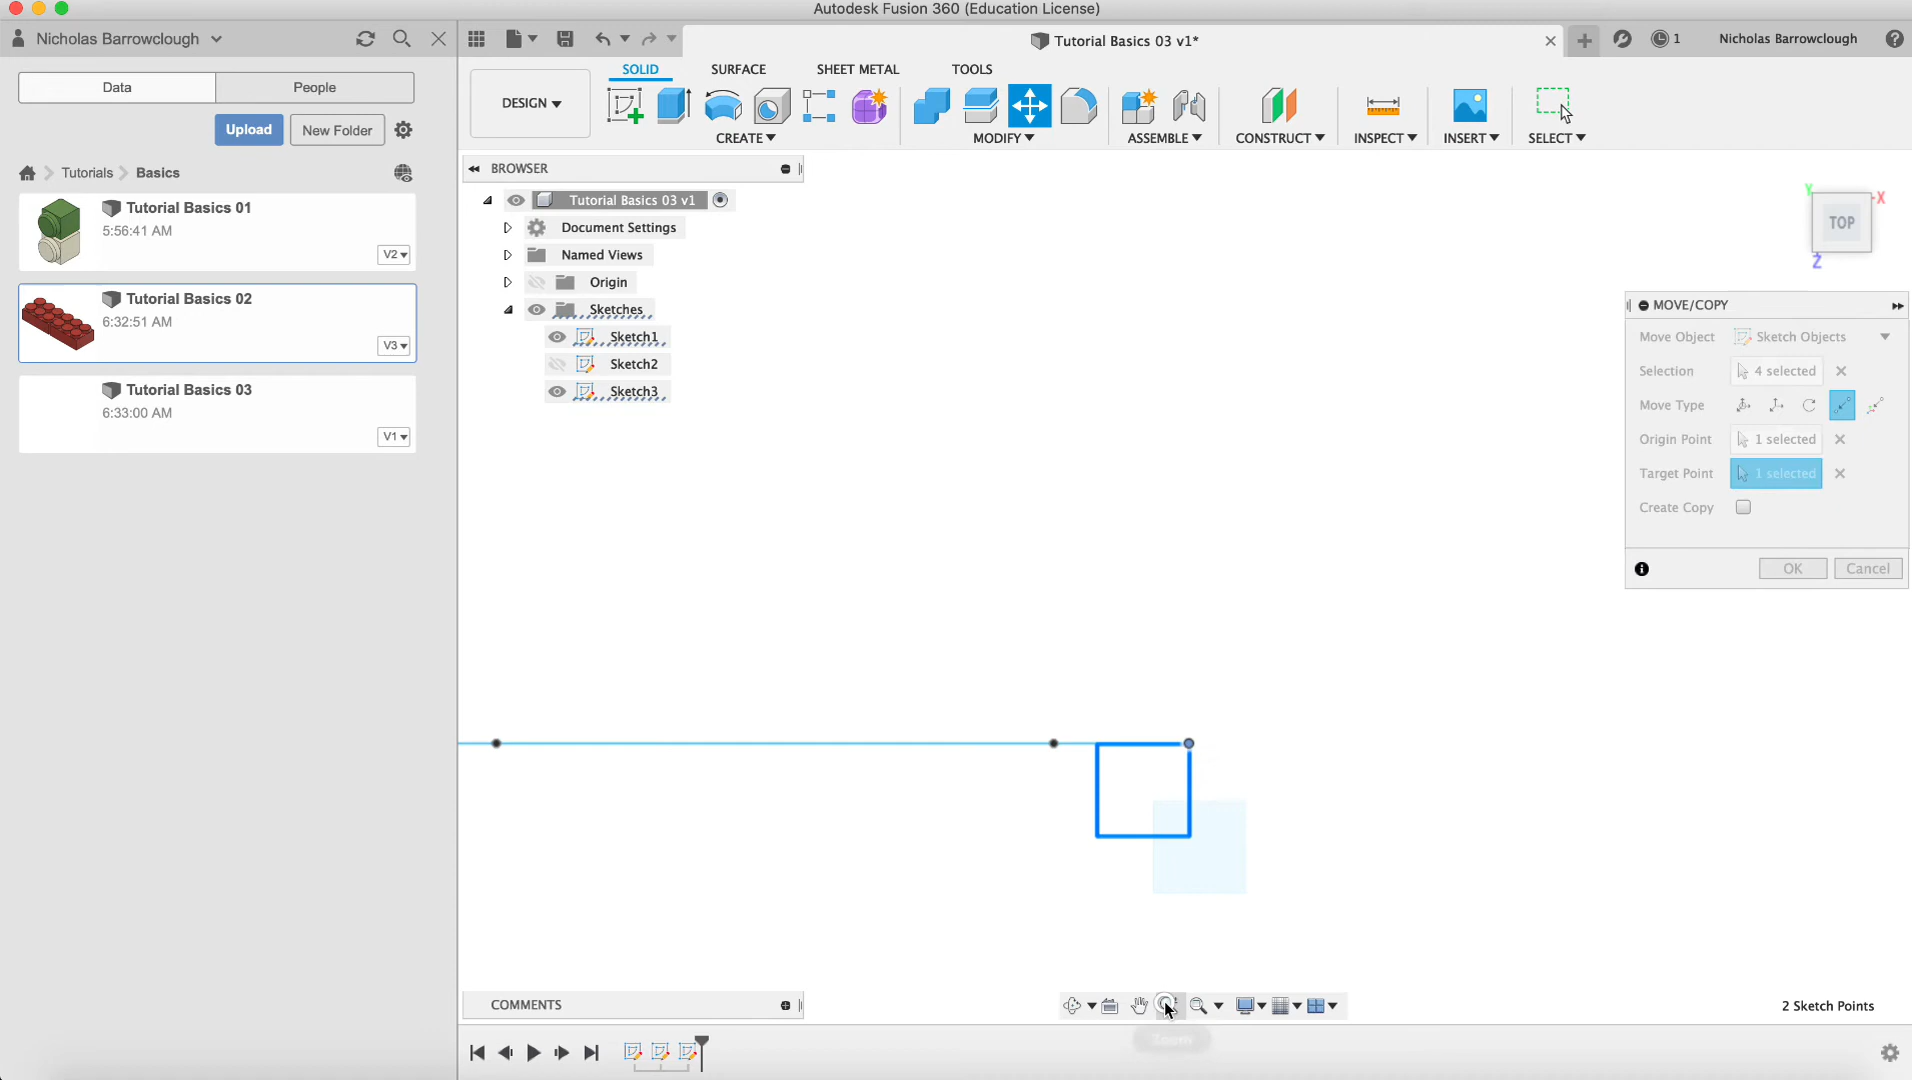 Autodesk Fusion 360 (Education License)
Nicholas Barrowclough
Tutorial Basics 03 v1*
1
Nicholas Barrowclough
Data
People
Upload
New Folder
Tutorials
Basics
Tutorial Basics 01
5:56:41 AM
V2
Tutorial Basics 02
6:32:51 AM
V3
Tutorial Basics 03
6:33:00 AM
V1
SOLID
SURFACE
SHEET METAL
TOOLS
DESIGN
CREATE
MODIFY
ASSEMBLE
CONSTRUCT
INSPECT
INSERT
SELECT
BROWSER
Tutorial Basics 03 v1
Document Settings
Named Views
Origin
Sketches
Sketch1
Sketch2
Sketch3
Y
X
TOP
Z
MOVE/COPY
Move Object
Sketch Objects
Selection
4 selected
Move Type
Origin Point
1 selected
Target Point
1 selected
Create Copy
OK
Cancel
COMMENTS
2 Sketch Points
Zoom